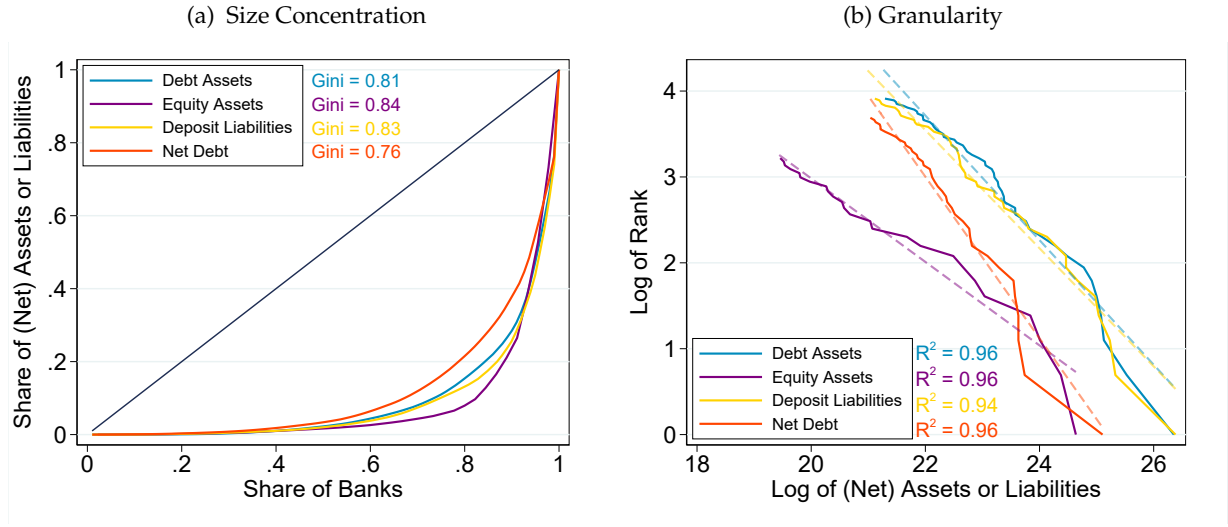 (a) Size Concentration
Share of (Net) Assets or Liabilities
1
.8
.6
.4
.2
0
Debt Assets
Equity Assets
Deposit Liabilities
Net Debt
Gini = 0.81
Gini = 0.84
Gini = 0.83
Gini = 0.76
0
.2
.4
.6
.8
1
Share of Banks
(b) Granularity
Log of Rank
4
3
2
1
0
Debt Assets
Equity Assets
Deposit Liabilities
Net Debt
R² = 0.96
R² = 0.96
R² = 0.94
R² = 0.96
18
20
22
24
26
Log of (Net) Assets or Liabilities